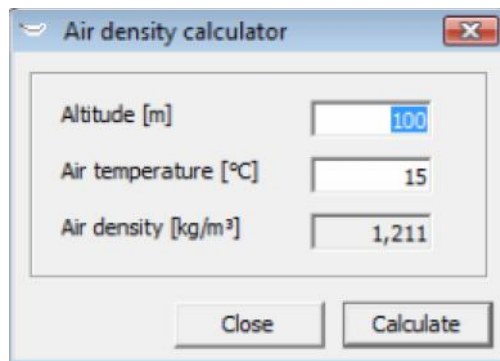 Air density calculator
Altitude [m] 100
Air temperature [°C] 15
Air density [kg/m³] 1,211
Close Calculate